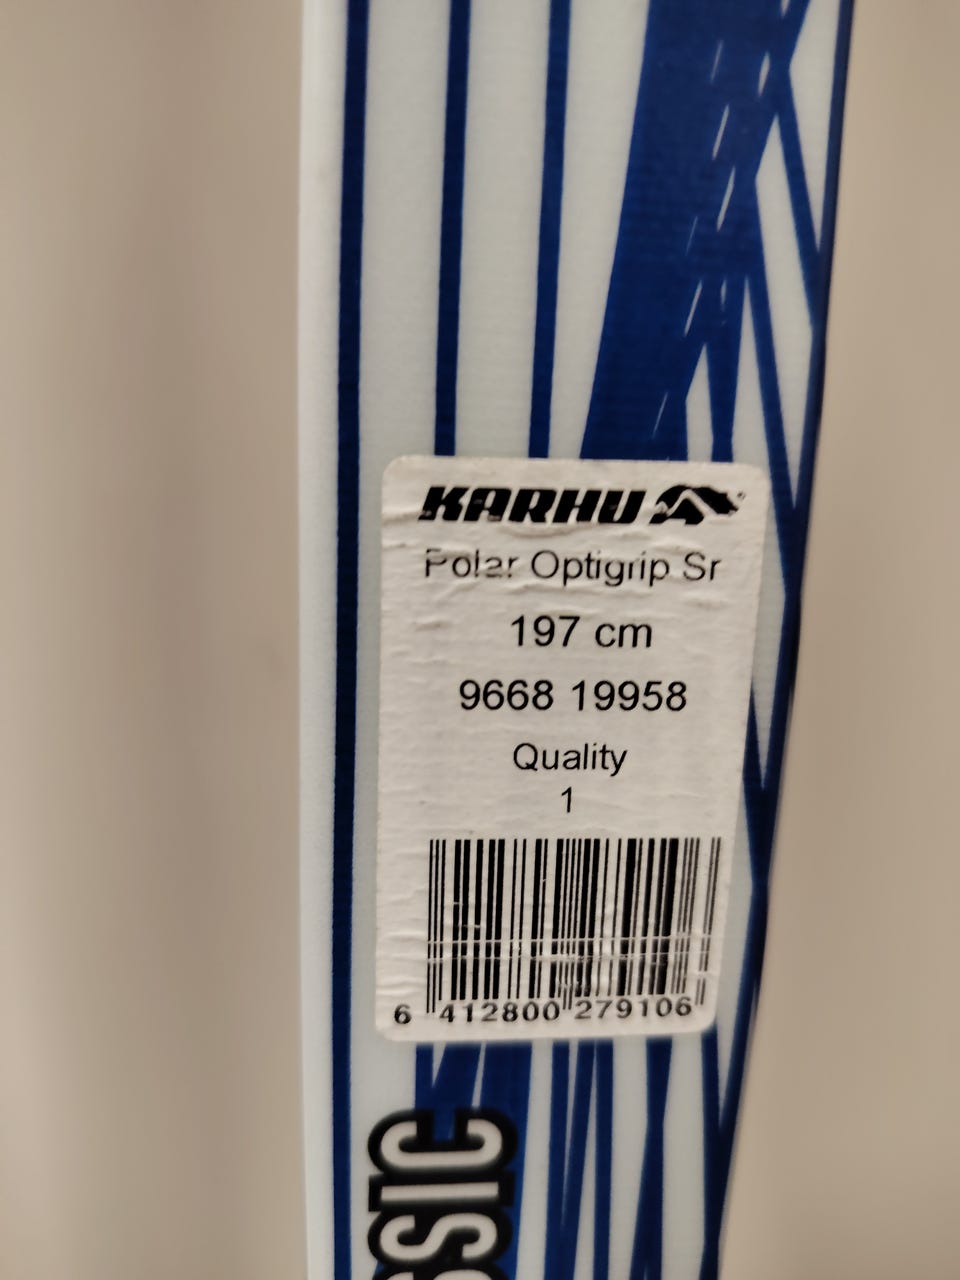 KARHU
Polar Optigrip Sr
197 cm
9668 19958
Quality
1
6 412800 279106
SSIC